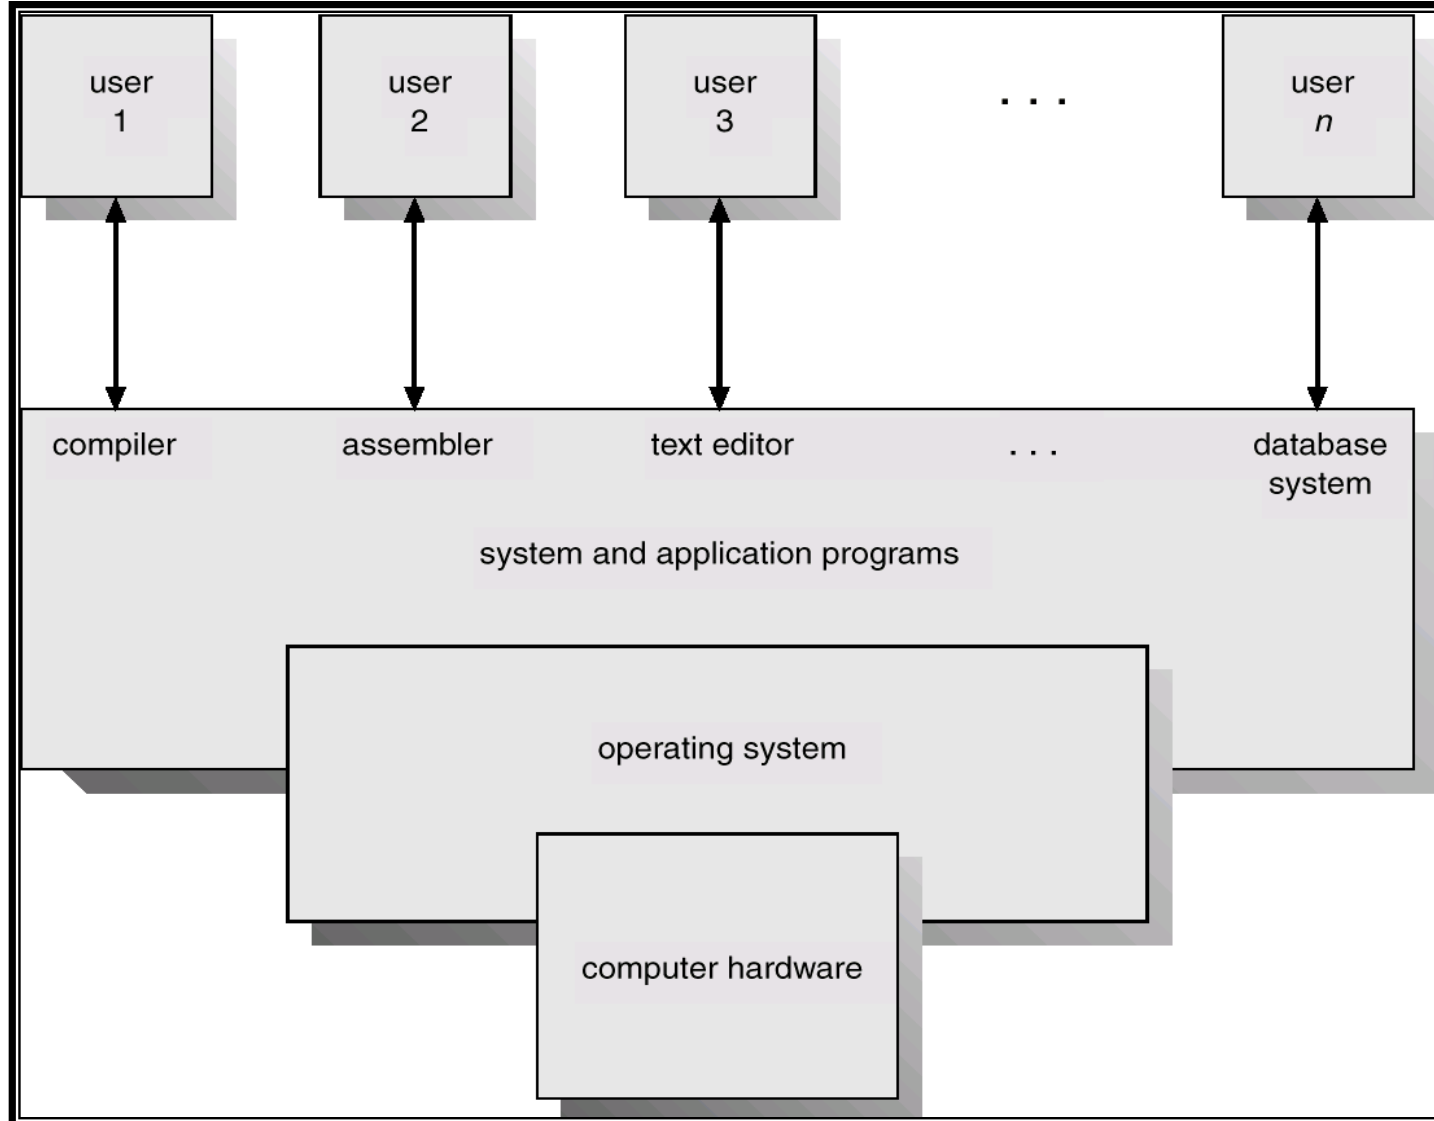 user
1
user
2
user
3
. . .
user
n
compiler
assembler
text editor
. . .
database
system
system and application programs
operating system
computer hardware